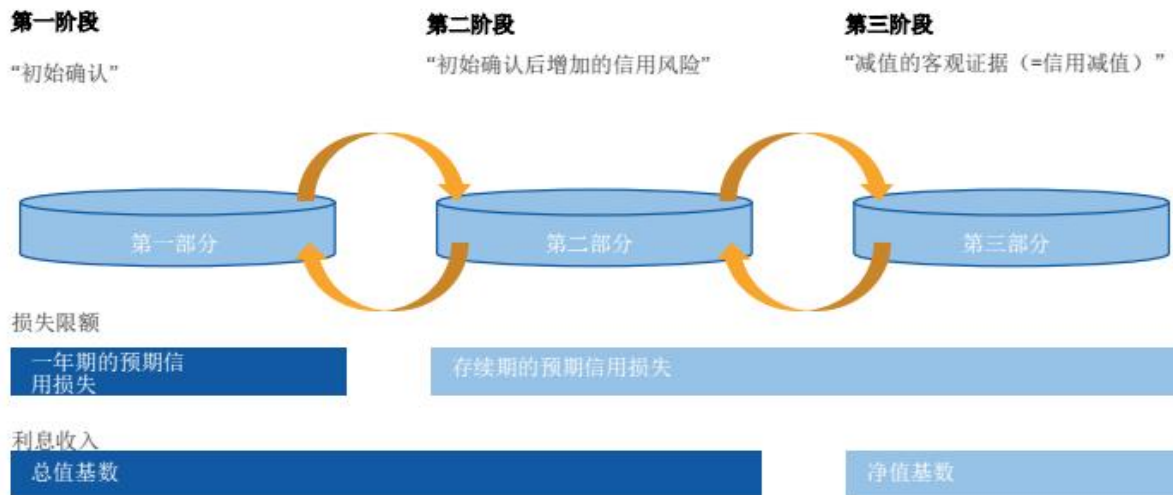 第一阶段
第二阶段
第三阶段
“初始确认”
“初始确认后增加的信用风险”
“减值的客观证据（=信用减值）”
第一部分
第二部分
第三部分
损失限额
一年期的预期信
用损失
存续期的预期信用损失
利息收入
总值基数
净值基数